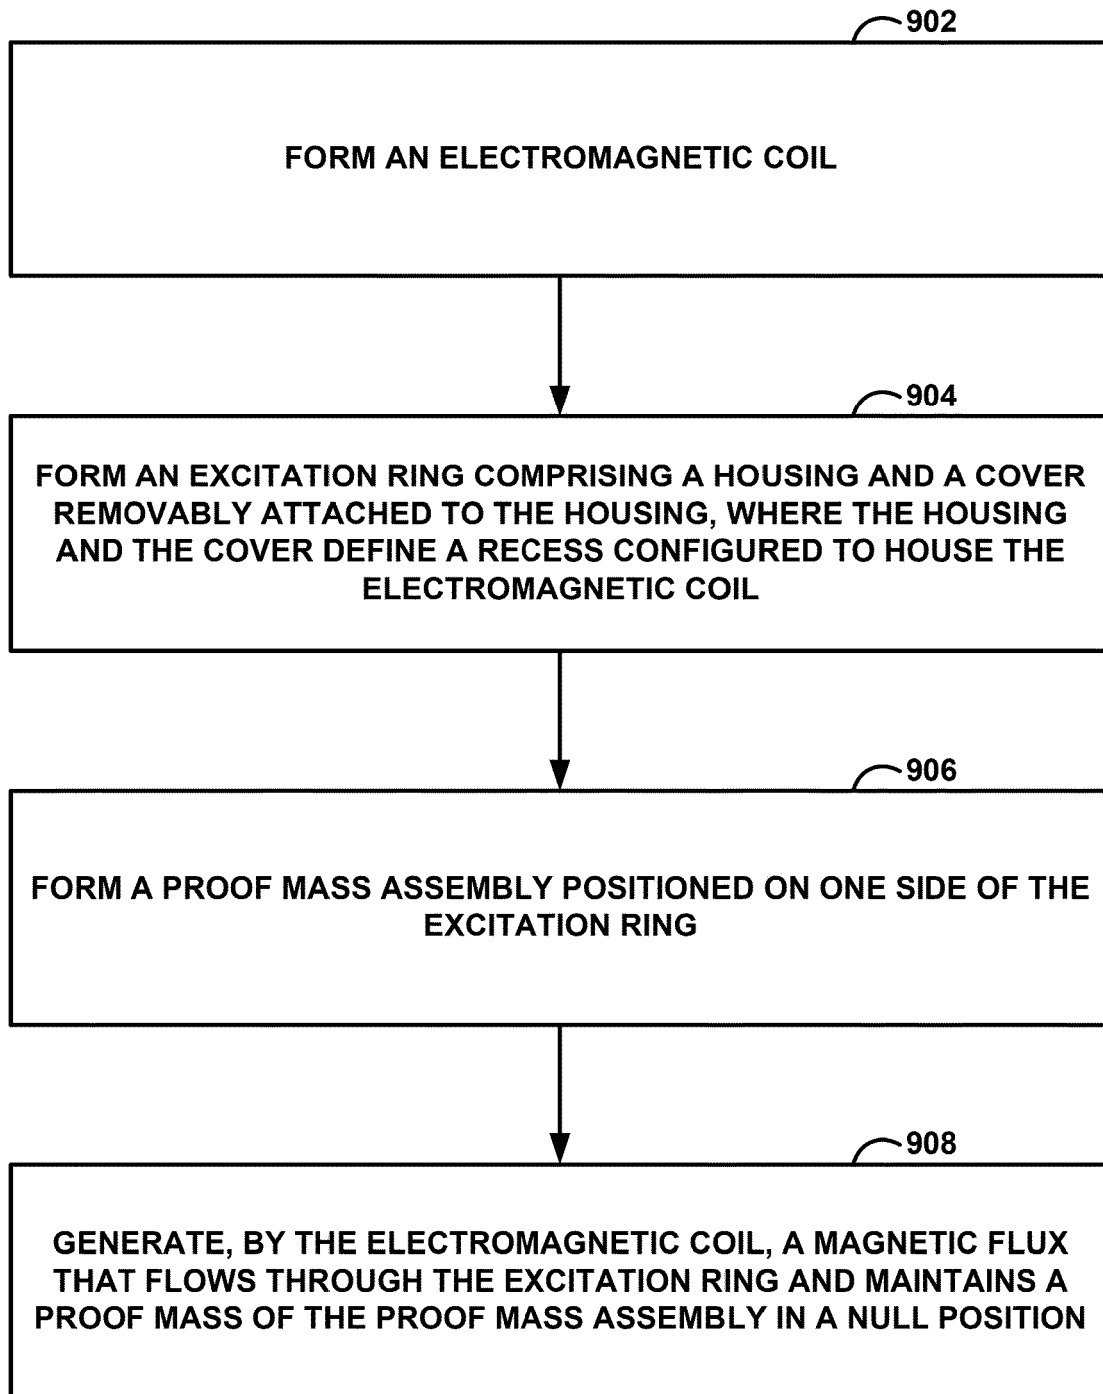 902
FORM AN ELECTROMAGNETIC COIL
904
FORM AN EXCITATION RING COMPRISING A HOUSING AND A COVER
REMOVABLY ATTACHED TO THE HOUSING, WHERE THE HOUSING
AND THE COVER DEFINE A RECESS CONFIGURED TO HOUSE THE
ELECTROMAGNETIC COIL
906
FORM A PROOF MASS ASSEMBLY POSITIONED ON ONE SIDE OF THE
EXCITATION RING
908
GENERATE, BY THE ELECTROMAGNETIC COIL, A MAGNETIC FLUX
THAT FLOWS THROUGH THE EXCITATION RING AND MAINTAINS A
PROOF MASS OF THE PROOF MASS ASSEMBLY IN A NULL POSITION